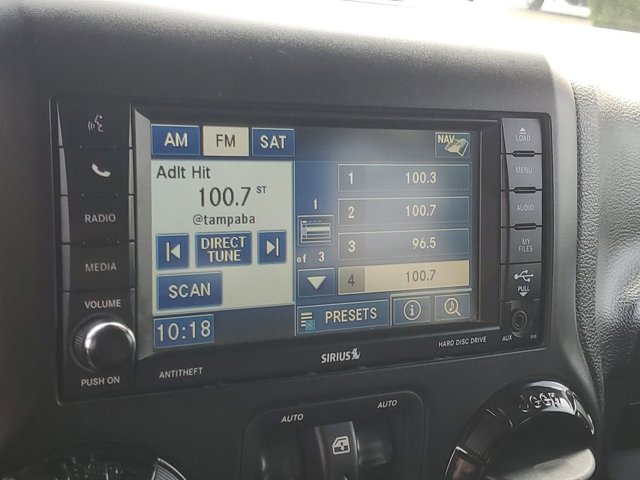 AM FM SAT NAV
Adlt Hit
100.7 ST
@tampaba
DIRECT
TUNE
SCAN
10:18
1
of 3
1 100.3
2 100.7
3 96.5
4 100.7
PRESETS
RADIO
MEDIA
VOLUME
PUSH ON
ANTITHEFT
SIRIUS
HARD DISC DRIVE
LOAD
MENU
AUDIO
MY
FILES
PULL
AUX
AUTO
AUTO
Jeep